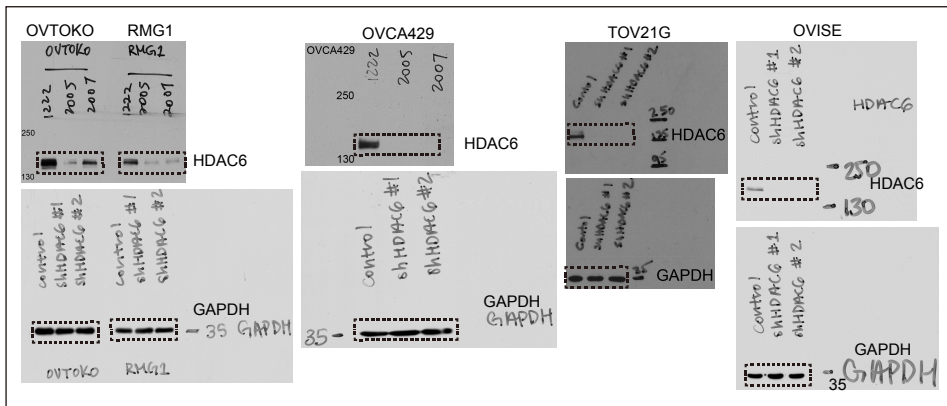 OVTOKO RMG1
OVTOKO RMG1
1222 2005 2007 1222 2005 2007
250
130
HDAC6
control shHDAC6 #1 shHDAC6 #2 control shHDAC6 #1 shHDAC6 #2
GAPDH
35 GAPDH
OVTOKO RMG1
OVCA429
OVCA429
1222 2005 2007
250
130
HDAC6
control shHDAC6 #1 shHDAC6 #2
GAPDH
GAPDH
35
TOV21G
Control shHDAC6 #1 shHDAC6 #2
250
HDAC6
Control shHDAC6 #1 shHDAC6 #2
GAPDH
OVISE
control shHDAC6 #1 shHDAC6 #2
HDAC6
250
HDAC6
130
control shHDAC6 #1 shHDAC6 #2
GAPDH
35 GAPDH